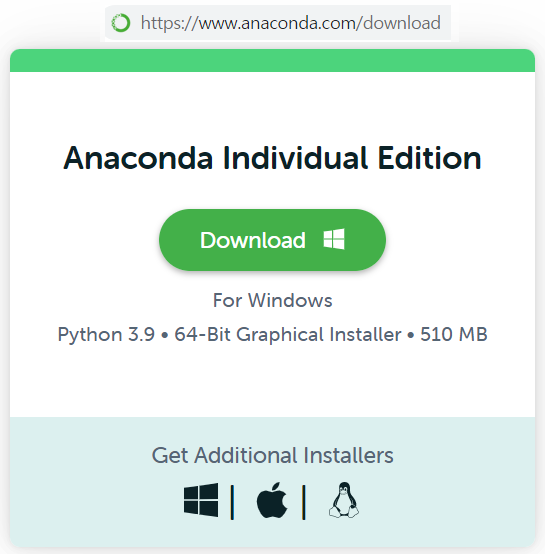 https://www.anaconda.com/download
Anaconda Individual Edition
Download
For Windows
Python 3.9 • 64-Bit Graphical Installer • 510 MB
Get Additional Installers